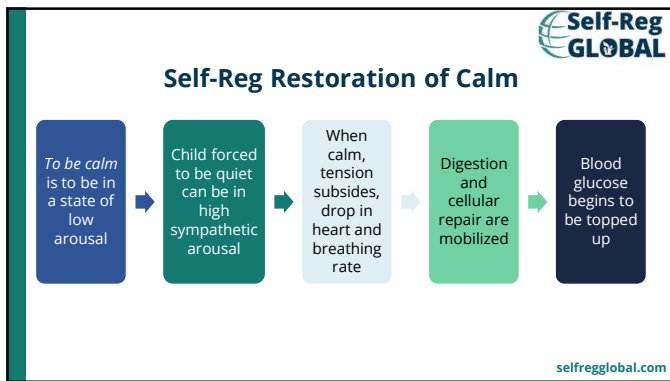 Self-Reg
GLOBAL
Self-Reg Restoration of Calm
To be calm
is to be in
a state of
low
arousal
Child forced
to be quiet
can be in
high
sympathetic
arousal
When
calm,
tension
subsides,
drop in
heart and
breathing
rate
Digestion
and
cellular
repair are
mobilized
Blood
glucose
begins to
be topped
up
selfregglobal.com